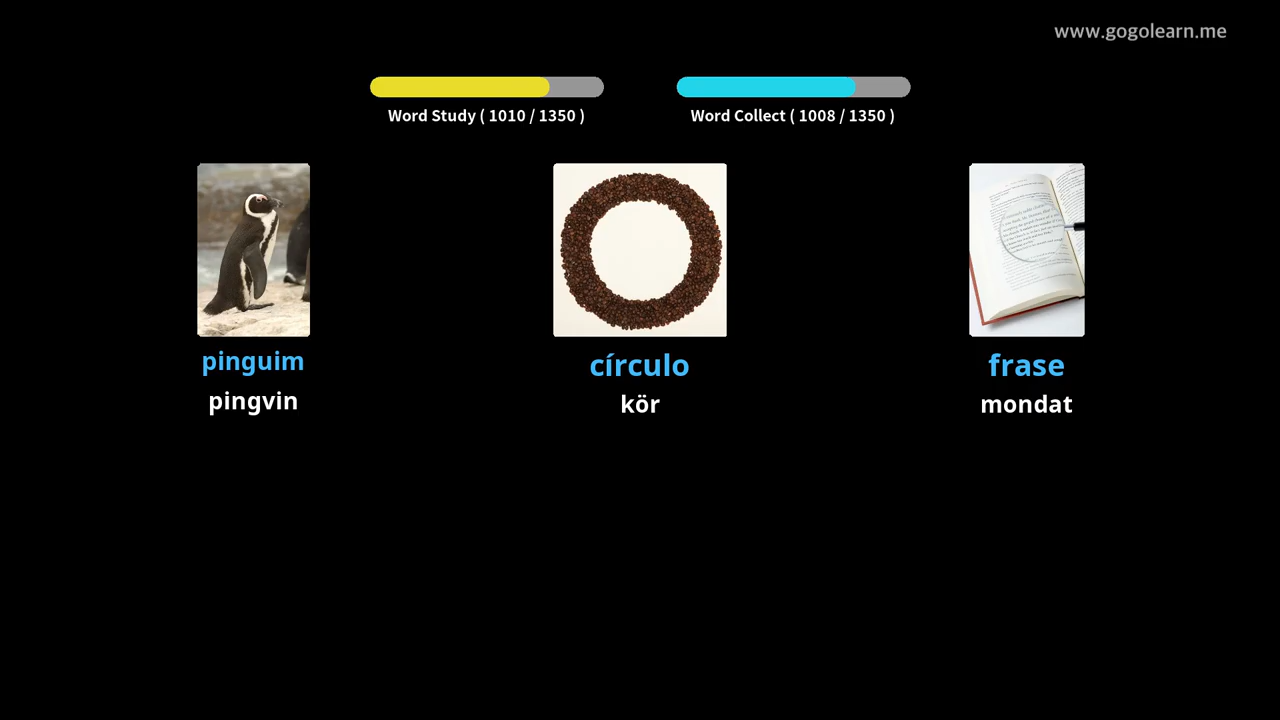 www.gogolearn.me
Word Study ( 1010 / 1350 )
Word Collect ( 1008 / 1350 )
pinguim
círculo
frase
pingvin
kör
mondat